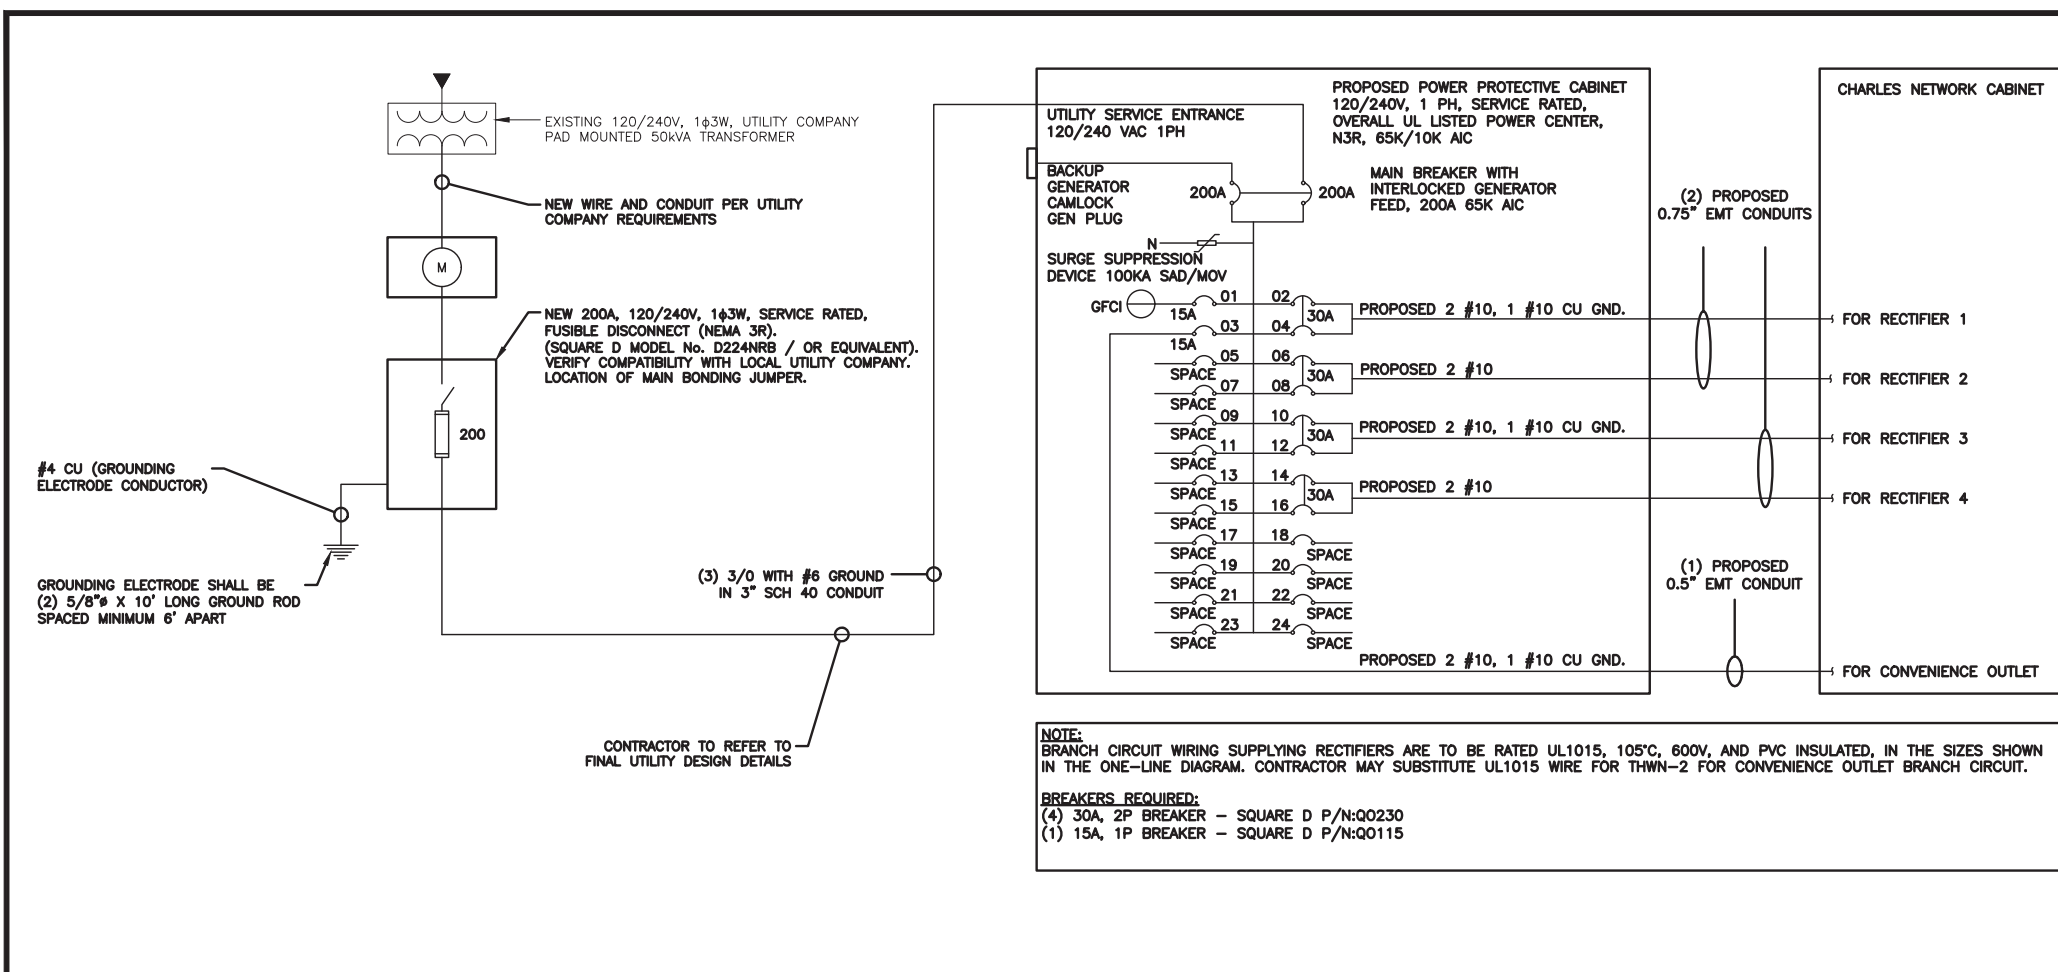 EXISTING 120/240V, 1ϕ3W, UTILITY COMPANY
PAD MOUNTED 50kVA TRANSFORMER
NEW WIRE AND CONDUIT PER UTILITY
COMPANY REQUIREMENTS
M
NEW 200A, 120/240V, 1ϕ3W, SERVICE RATED,
FUSIBLE DISCONNECT (NEMA 3R).
(SQUARE D MODEL No. D224NRB / OR EQUIVALENT).
VERIFY COMPATIBILITY WITH LOCAL UTILITY COMPANY.
LOCATION OF MAIN BONDING JUMPER.
200
#4 CU (GROUNDING
ELECTRODE CONDUCTOR)
GROUNDING ELECTRODE SHALL BE
(2) 5/8"ø X 10' LONG GROUND ROD
SPACED MINIMUM 6' APART
(3) 3/0 WITH #6 GROUND
IN 3" SCH 40 CONDUIT
CONTRACTOR TO REFER TO
FINAL UTILITY DESIGN DETAILS
UTILITY SERVICE ENTRANCE
120/240 VAC 1PH
PROPOSED POWER PROTECTIVE CABINET
120/240V, 1 PH, SERVICE RATED,
OVERALL UL LISTED POWER CENTER,
N3R, 65K/10K AIC
BACKUP
GENERATOR
CAMLOCK
GEN PLUG
200A
200A
MAIN BREAKER WITH
INTERLOCKED GENERATOR
FEED, 200A 65K AIC
N
SURGE SUPPRESSION
DEVICE 100KA SAD/MOV
GFCI
01 02
15A 30A
PROPOSED 2 #10, 1 #10 CU GND.
03 04
15A
05 06
SPACE 30A
PROPOSED 2 #10
07 08
SPACE
09 10
SPACE 30A
PROPOSED 2 #10, 1 #10 CU GND.
11 12
SPACE
13 14
SPACE 30A
PROPOSED 2 #10
15 16
SPACE
17 18
SPACE SPACE
19 20
SPACE SPACE
21 22
SPACE SPACE
23 24
SPACE SPACE
PROPOSED 2 #10, 1 #10 CU GND.
(2) PROPOSED
0.75" EMT CONDUITS
(1) PROPOSED
0.5" EMT CONDUIT
CHARLES NETWORK CABINET
FOR RECTIFIER 1
FOR RECTIFIER 2
FOR RECTIFIER 3
FOR RECTIFIER 4
FOR CONVENIENCE OUTLET
NOTE:
BRANCH CIRCUIT WIRING SUPPLYING RECTIFIERS ARE TO BE RATED UL1015, 105°C, 600V, AND PVC INSULATED, IN THE SIZES SHOWN
IN THE ONE-LINE DIAGRAM. CONTRACTOR MAY SUBSTITUTE UL1015 WIRE FOR THWN-2 FOR CONVENIENCE OUTLET BRANCH CIRCUIT.
BREAKERS REQUIRED:
(4) 30A, 2P BREAKER - SQUARE D P/N:QO230
(1) 15A, 1P BREAKER - SQUARE D P/N:QO115